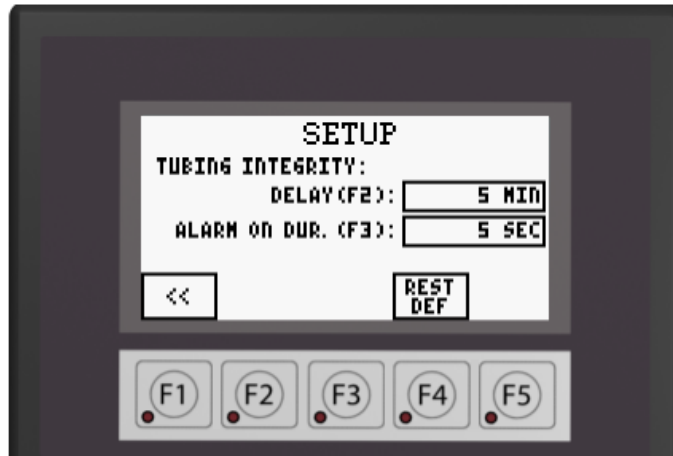 SETUP
TUBING INTEGRITY:
DELAY(F2): 5 MIN
ALARM ON DUR. (F3): 5 SEC
<< REST DEF
F1 F2 F3 F4 F5